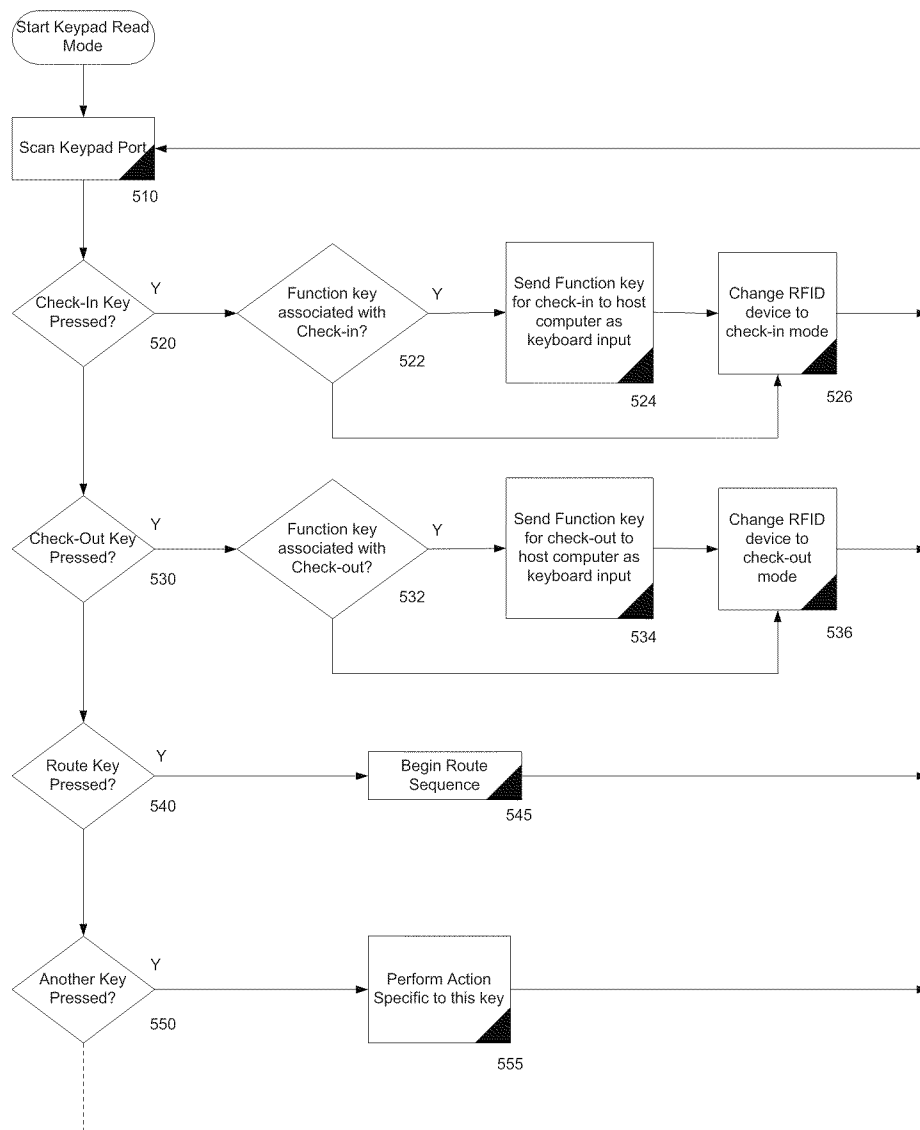 Start Keypad Read
Mode
Scan Keypad Port
510
Check-In Key
Pressed?
Y
520
Function key
associated with
Check-in?
Y
522
Send Function key
for check-in to host
computer as
keyboard input
524
Change RFID
device to
check-in mode
526
Check-Out Key
Pressed?
Y
530
Function key
associated with
Check-out?
Y
532
Send Function key
for check-out to
host computer as
keyboard input
534
Change RFID
device to
check-out
mode
536
Route Key
Pressed?
Y
540
Begin Route
Sequence
545
Another Key
Pressed?
Y
550
Perform Action
Specific to this key
555